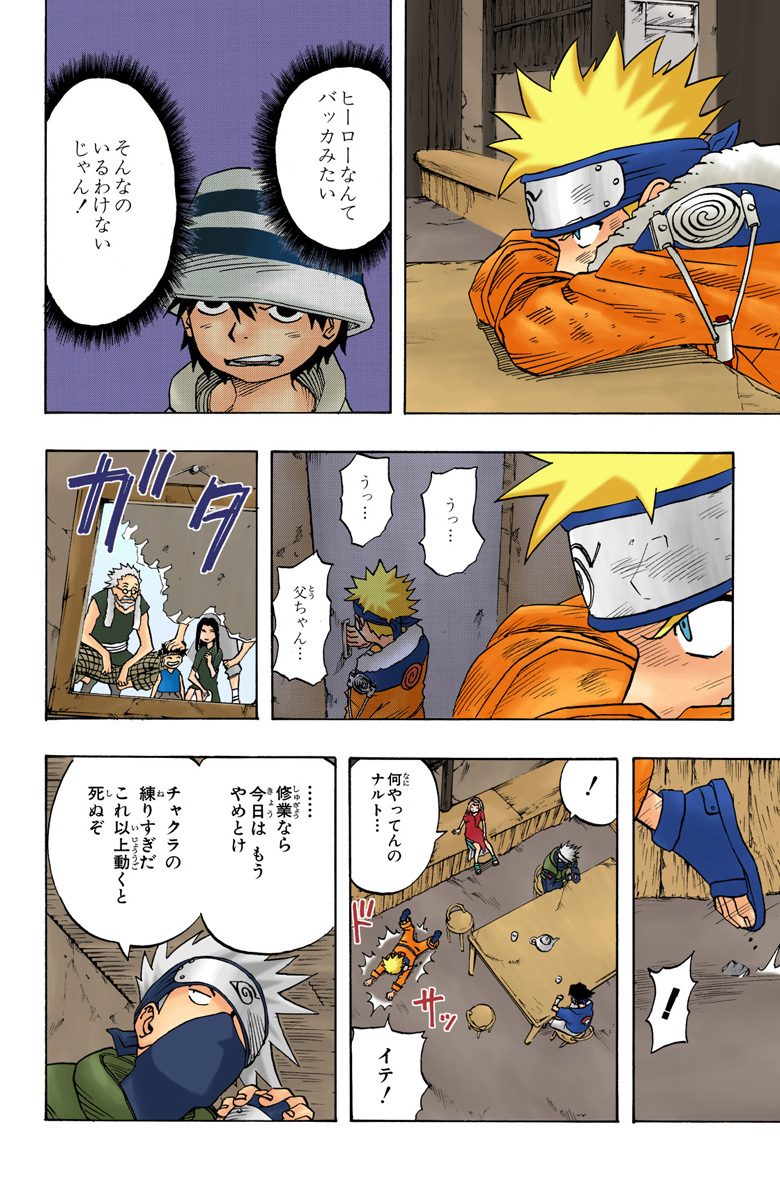 ヒーローなんて
バッカみたい
そんなの
いるわけない
じゃん！
うっ…
うっ…
父ちゃん…
ガタ
！
！
何やってんの
ナルト…
ドサッ
イテ！
……
修業なら
今日は もう
やめとけ
チャクラの
練りすぎだ
これ以上動くと
死ぬぞ